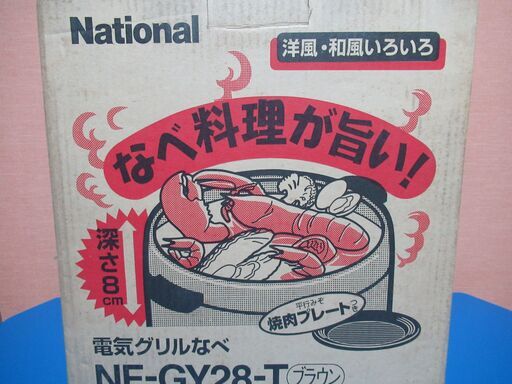 National
洋風・和風いろいろ
なべ料理が旨い!
深さ8cm
平行みぞ
焼肉プレートつき
電気グリルなべ
NF-GY28-T ブラウン